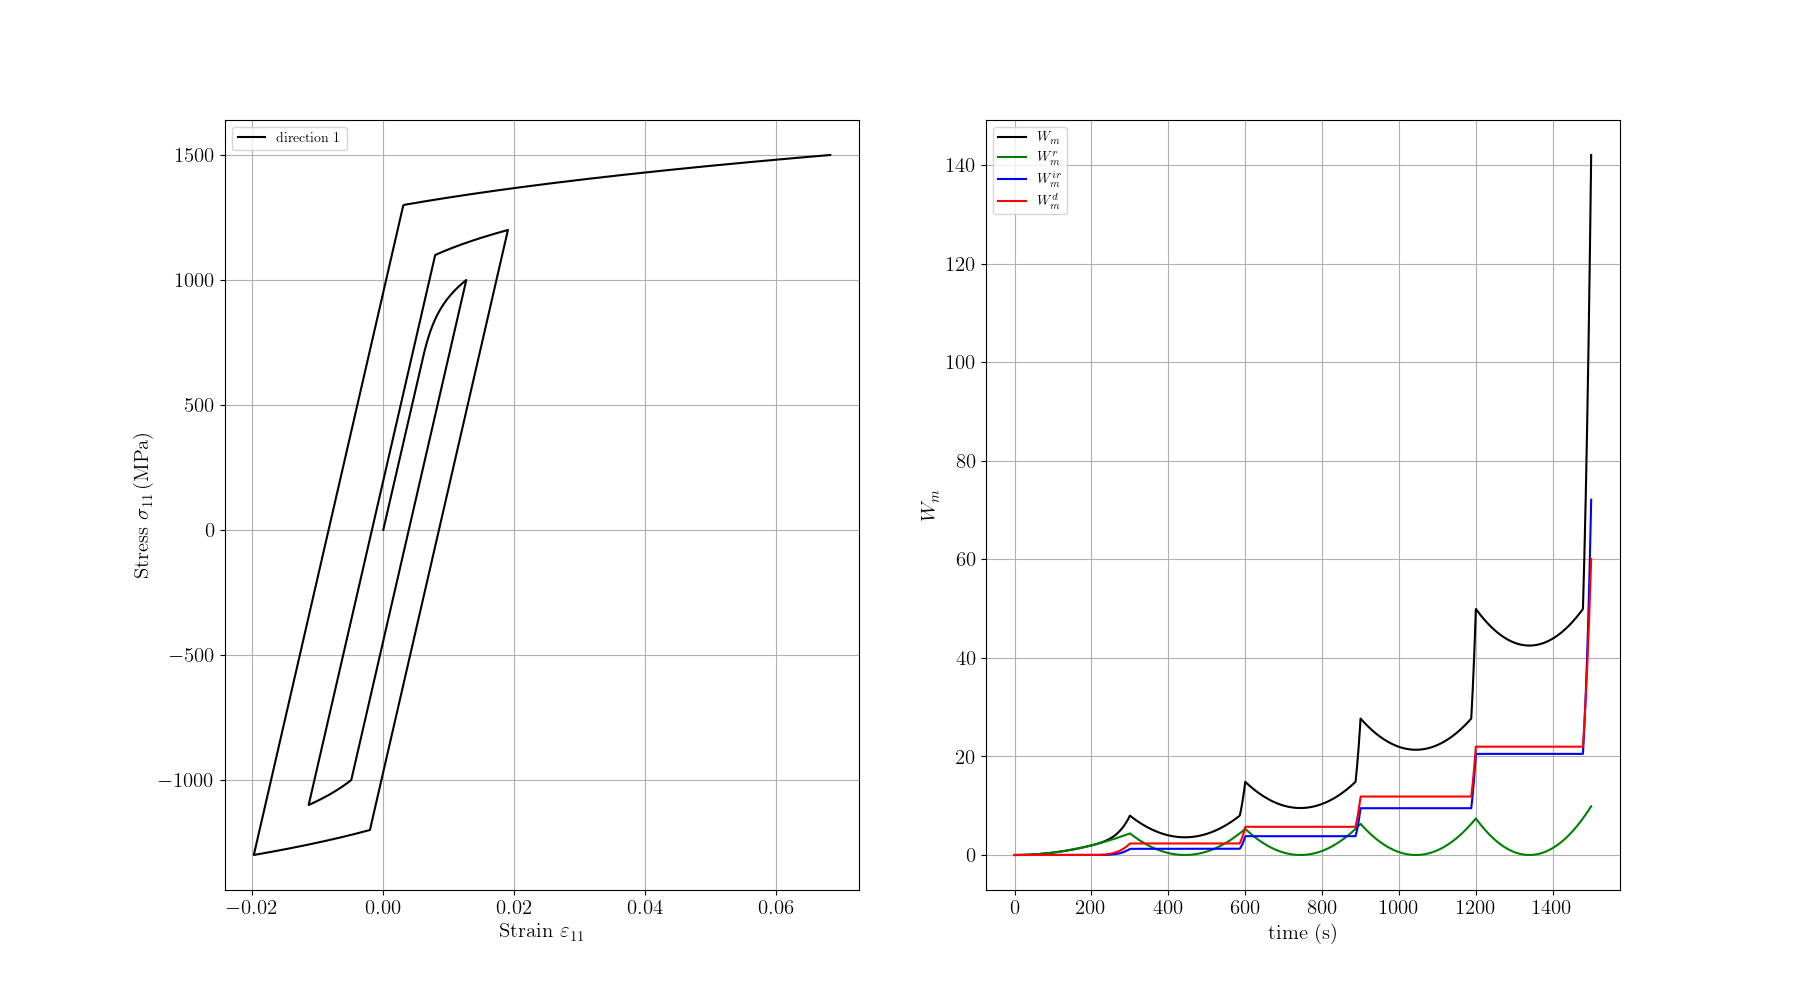 direction 1
1500
1000
500
0
−500
−1000
−0.02 0.00 0.02 0.04 0.06
Strain ε₁₁
Stress σ₁₁ (MPa)
W_m
W_m^r
W_m^{ir}
W_m^d
140
120
100
80
60
40
20
0
0 200 400 600 800 1000 1200 1400
time (s)
W_m